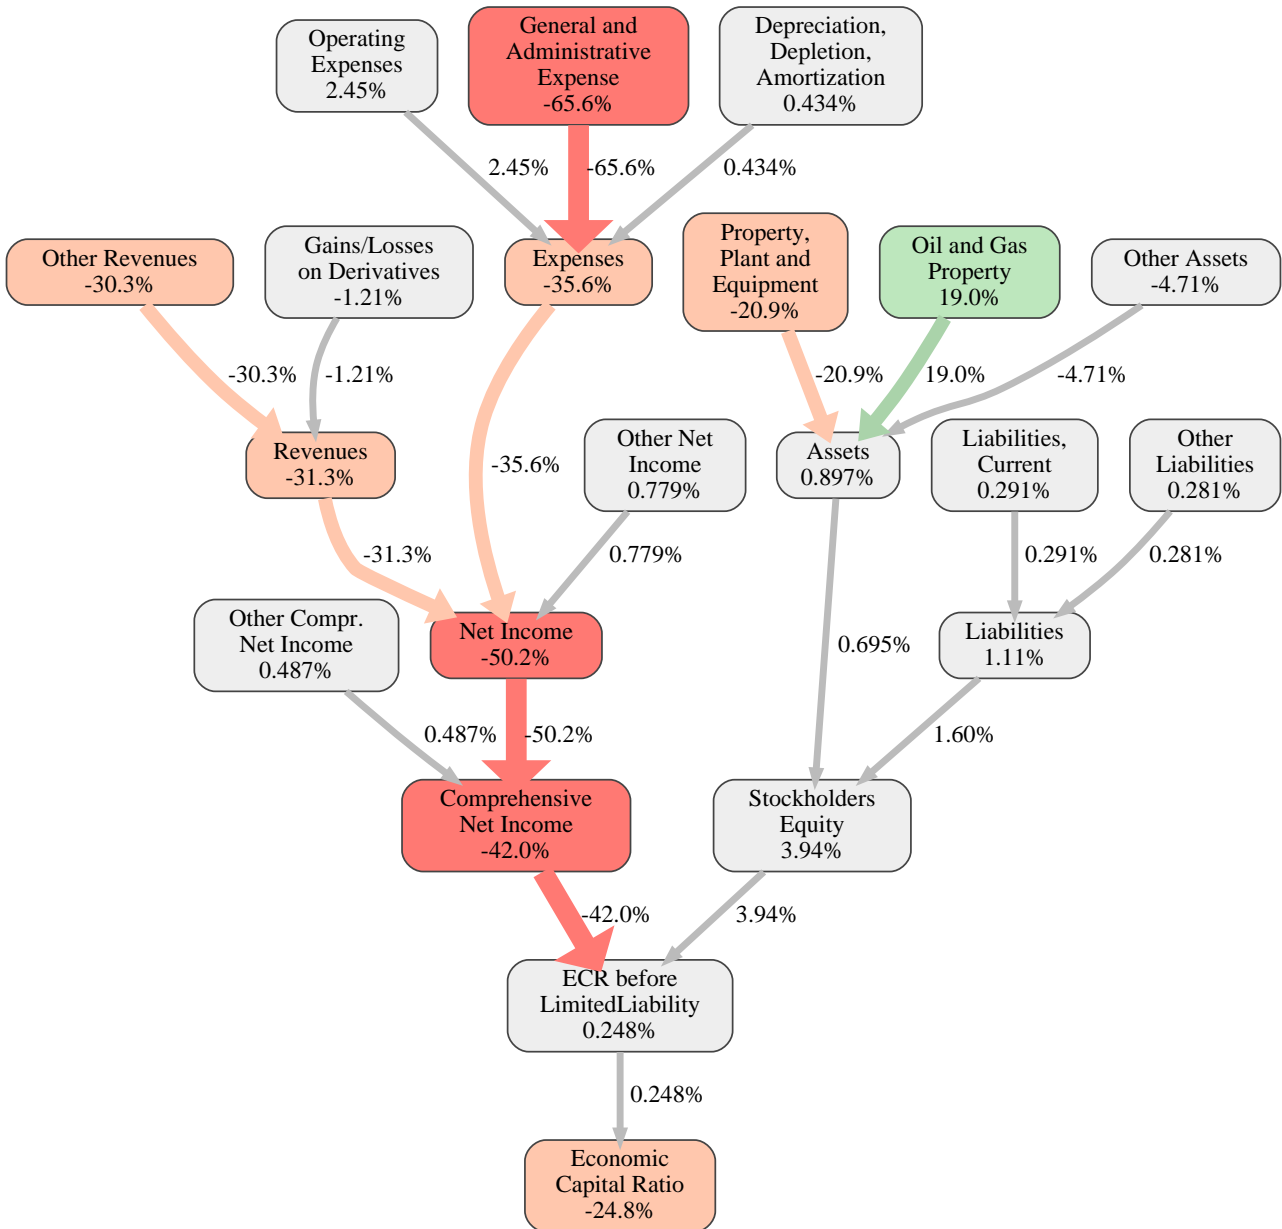 Operating
Expenses
2.45%
General and
Administrative
Expense
-65.6%
Depreciation,
Depletion,
Amortization
0.434%
2.45%
-65.6%
0.434%
Other Revenues
-30.3%
Gains/Losses
on Derivatives
-1.21%
Expenses
-35.6%
Property,
Plant and
Equipment
-20.9%
Oil and Gas
Property
19.0%
Other Assets
-4.71%
-30.3%
-1.21%
-20.9%
19.0%
-4.71%
Revenues
-31.3%
-35.6%
Other Net
Income
0.779%
Assets
0.897%
Liabilities,
Current
0.291%
Other
Liabilities
0.281%
-31.3%
0.779%
0.291%
0.281%
Other Compr.
Net Income
0.487%
Net Income
-50.2%
0.695%
Liabilities
1.11%
0.487%
-50.2%
1.60%
Comprehensive
Net Income
-42.0%
Stockholders
Equity
3.94%
-42.0%
3.94%
ECR before
LimitedLiability
0.248%
0.248%
Economic
Capital Ratio
-24.8%